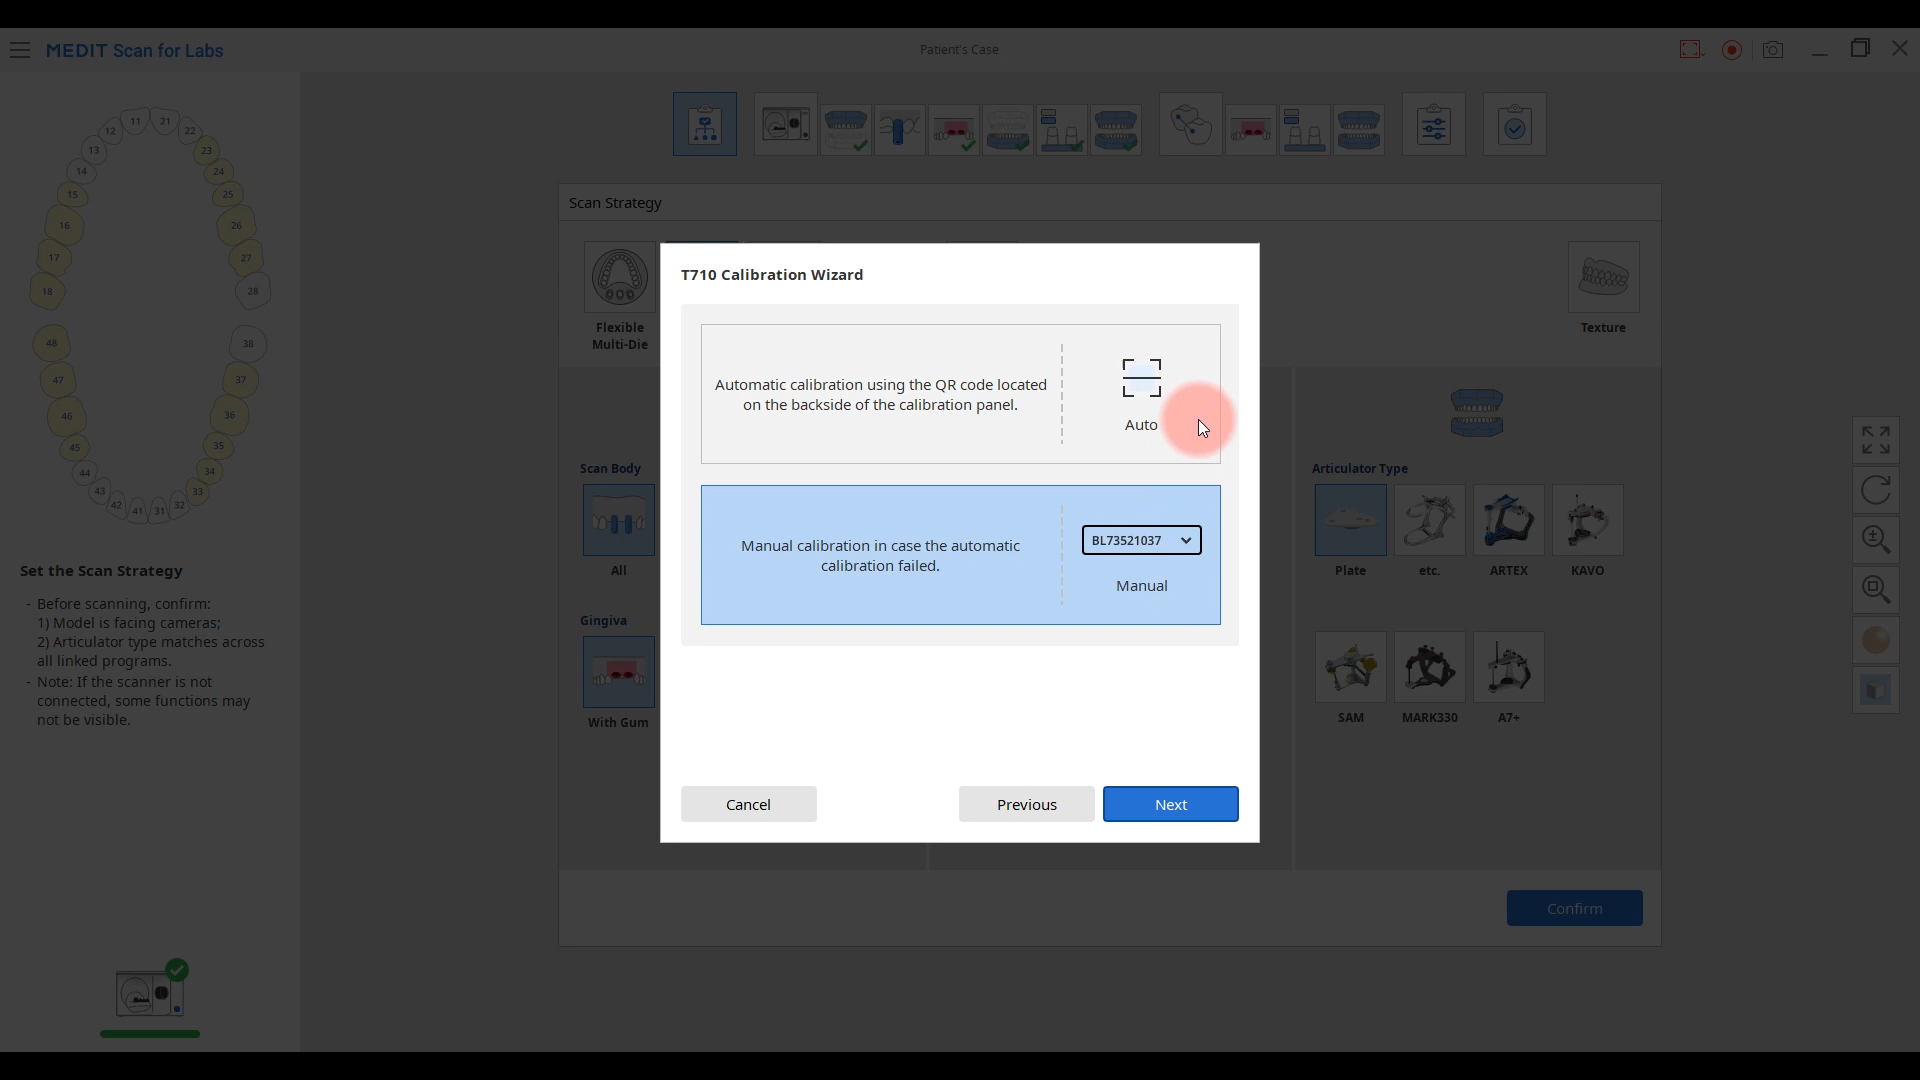 MEDIT Scan for Labs
Patient's Case
11 21
12 22
13 23
14 24
15 25
16 26
17 27
18 28
48 38
47 37
46 36
45 35
44 34
43 33
42 41 31 32
Set the Scan Strategy
- Before scanning, confirm:
1) Model is facing cameras;
2) Articulator type matches across
all linked programs.
- Note: If the scanner is not
connected, some functions may
not be visible.
Scan Strategy
Flexible
Multi-Die
Texture
Scan Body
All
Gingiva
With Gum
T710 Calibration Wizard
Automatic calibration using the QR code located
on the backside of the calibration panel.
Auto
Manual calibration in case the automatic
calibration failed.
BL73521037
Manual
Cancel
Previous
Next
Articulator Type
Plate
etc.
ARTEX
KAVO
SAM
MARK330
A7+
Confirm